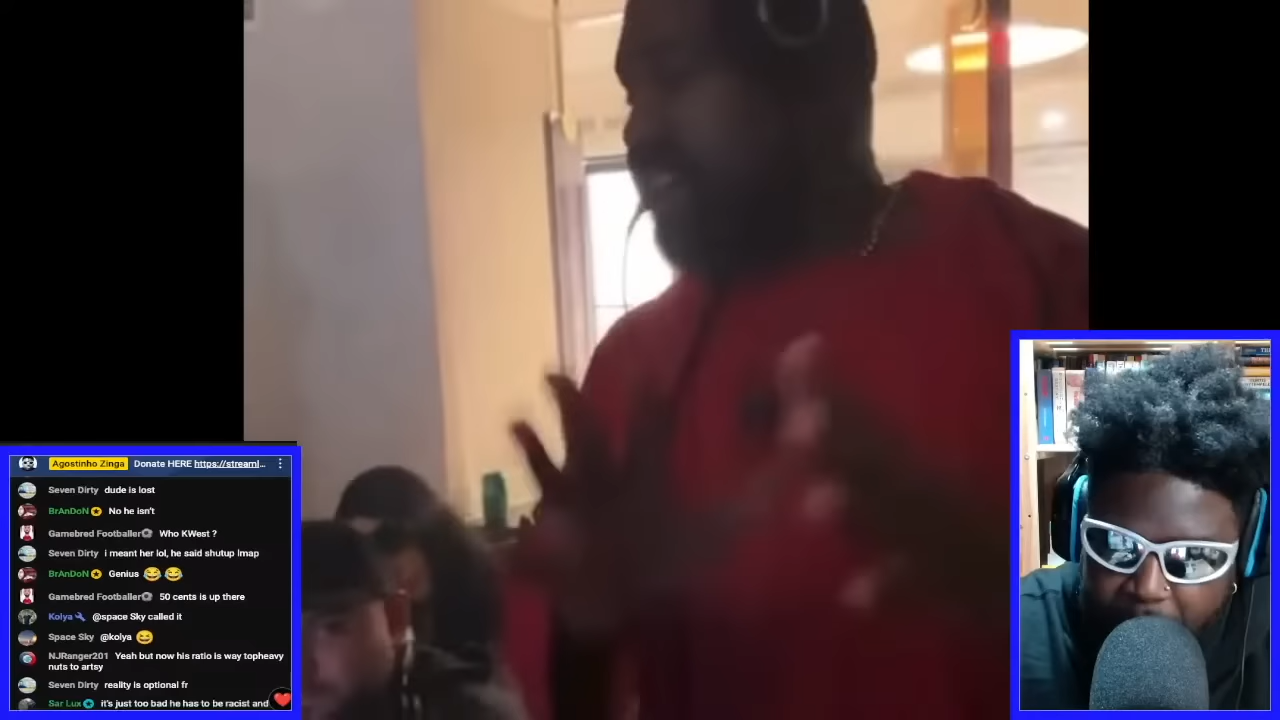 Agostinho Zinga Donate HERE https://streaml...
Seven Dirty dude is lost
BrAnDoN No he isn't
Gamebred Footballer Who KWest ?
Seven Dirty i meant her lol, he said shutup lmap
BrAnDoN Genius 😂 😂
Gamebred Footballer 50 cents is up there
Kolya @space Sky called it
Space Sky @kolya 😄
NJRanger201 Yeah but now his ratio is way topheavy
nuts to artsy
Seven Dirty reality is optional fr
Sar Lux it's just too bad he has to be racist and